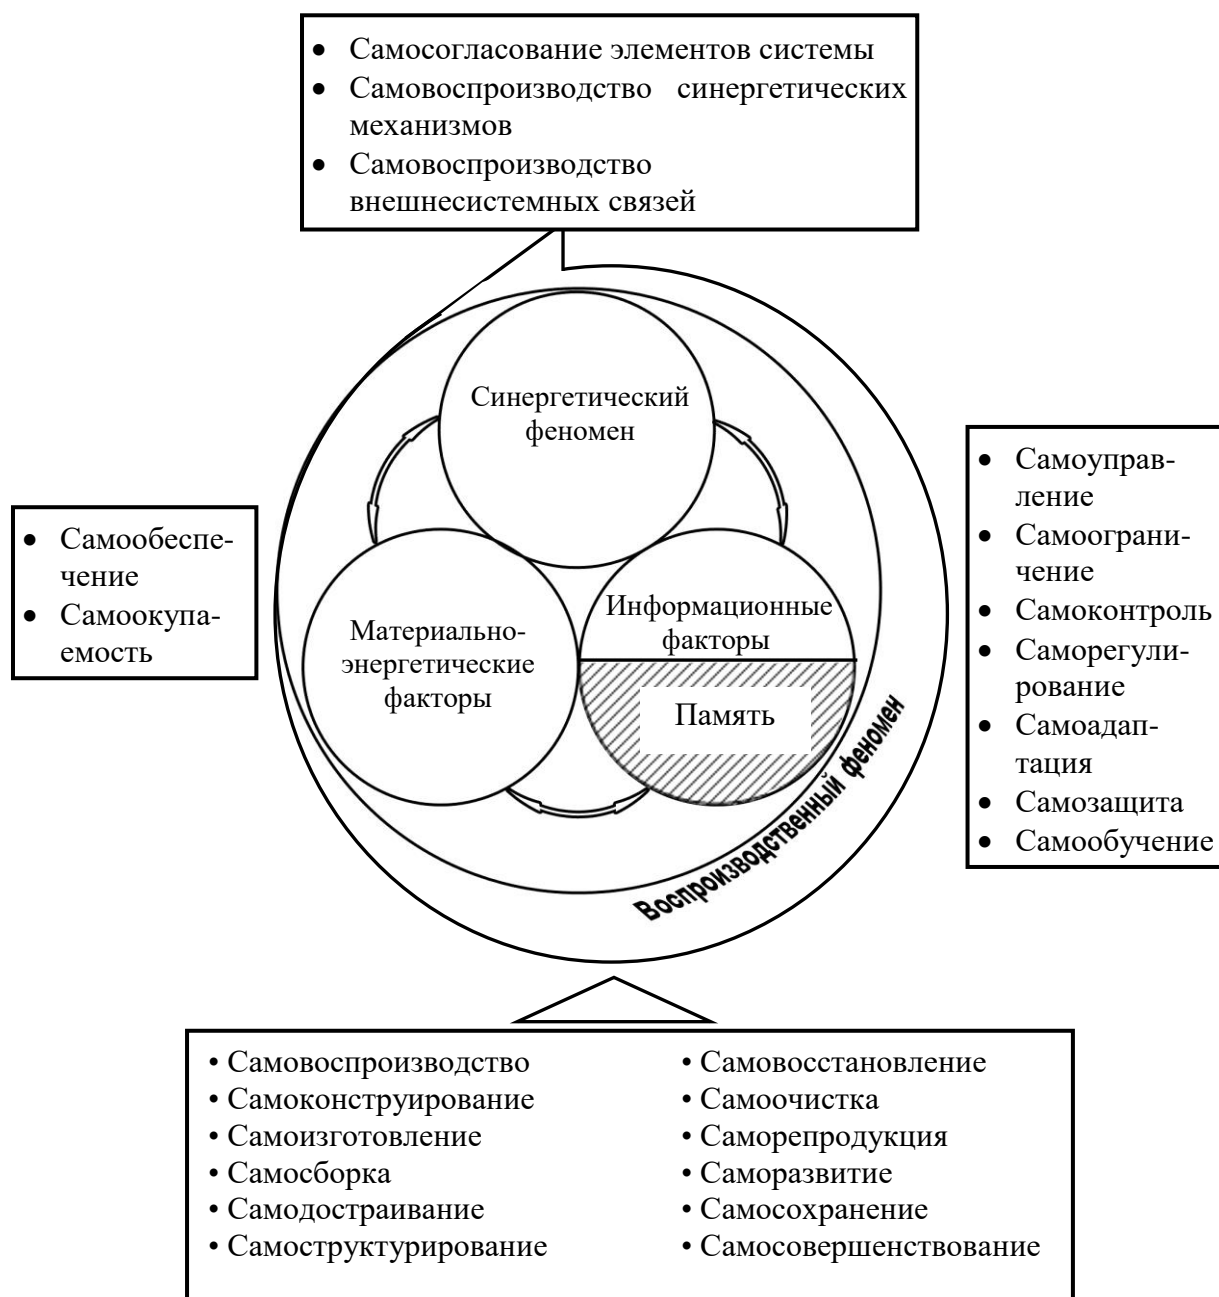 • Самосогласование элементов системы
• Самовоспроизводство синергетических
механизмов
• Самовоспроизводство
внешнесистемных связей
Синергетический
феномен
• Самообеспе-
чение
• Самоокупа-
емость
Материально-
энергетические
факторы
Информационные
факторы
Память
Воспроизводственный феномен
• Самоуправ-
ление
• Самоограни-
чение
• Самоконтроль
• Саморегули-
рование
• Самоадап-
тация
• Самозащита
• Самообучение
• Самовоспроизводство
• Самоконструирование
• Самоизготовление
• Самосборка
• Самодостраивание
• Самоструктурирование
• Самовосстановление
• Самоочистка
• Саморепродукция
• Саморазвитие
• Самосохранение
• Самосовершенствование